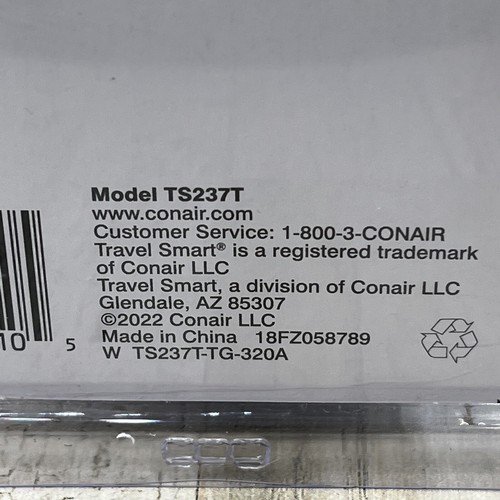 Model TS237T
www.conair.com
Customer Service: 1-800-3-CONAIR
Travel Smart® is a registered trademark
of Conair LLC
Travel Smart, a division of Conair LLC
Glendale, AZ 85307
©2022 Conair LLC
Made in China 18FZ058789
W TS237T-TG-320A
10 5